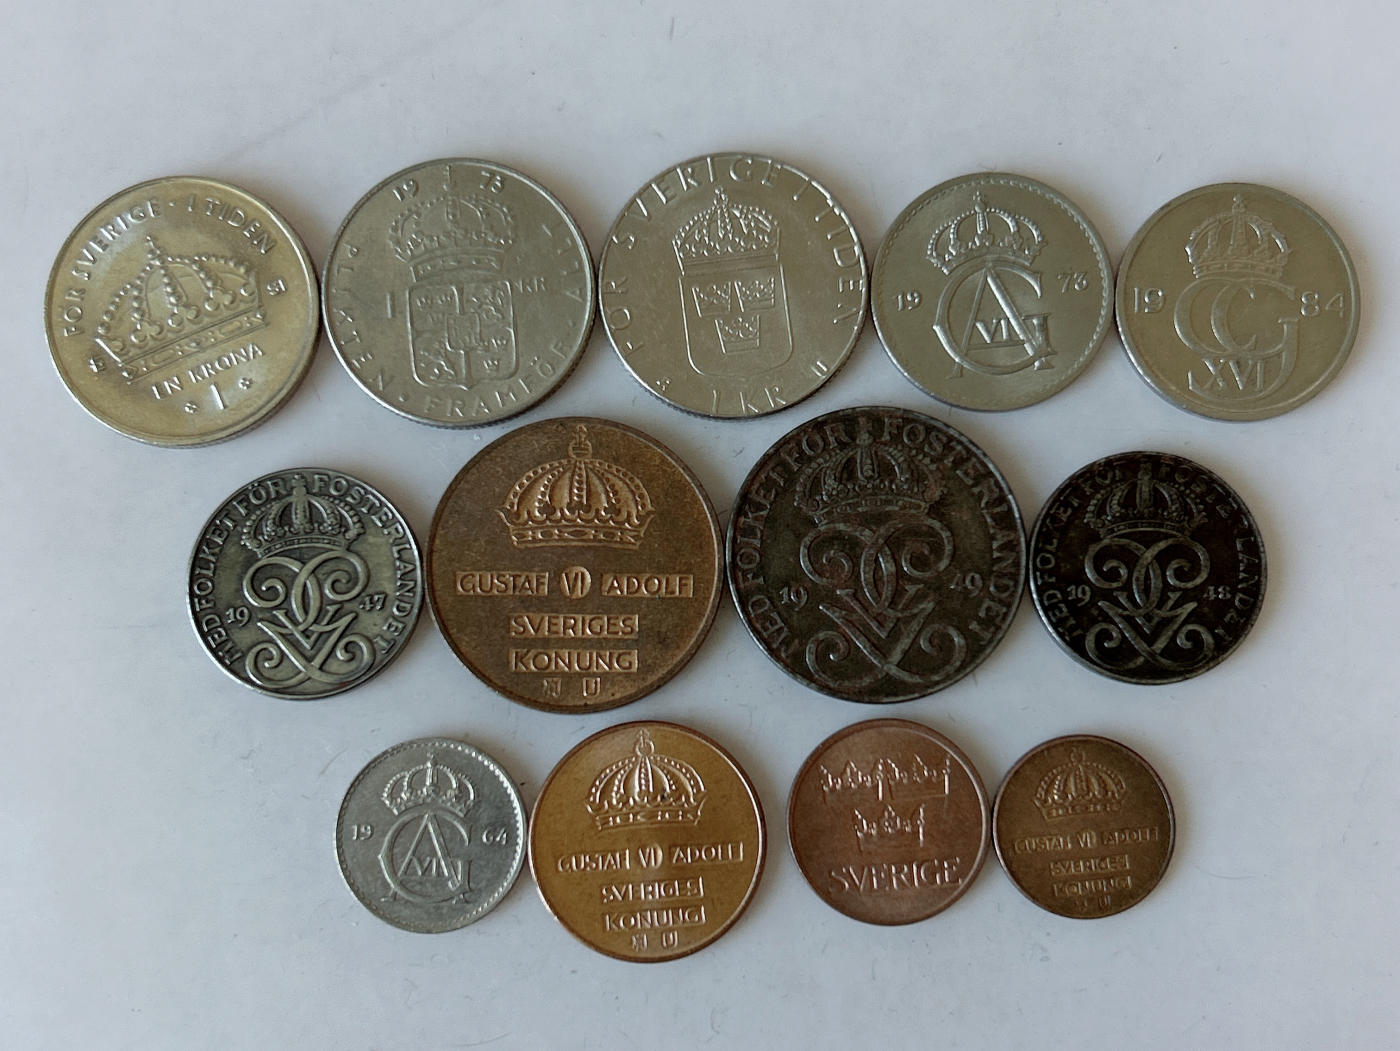 FÖR SVERIGE · I TIDEN
EN KRONA
1
19 73
PLIKTEN · FRAMFÖR · ALLT ·
1 KR
FÖR SVERIGE I TIDEN
1 KR U
19 73
VI
19 84
XVI
MED FOLKET FÖR FOSTERLANDET
19 47
GUSTAF VI ADOLF
SVERIGES
KONUNG
U
MED FOLKET FÖR FOSTERLANDET
19 49
MED FOLKET FÖR FOSTERLANDET
19 48
19 64
VI
GUSTAF VI ADOLF
SVERIGES
KONUNG
U
SVERIGE
GUSTAF VI ADOLF
SVERIGES
KONUNG
U